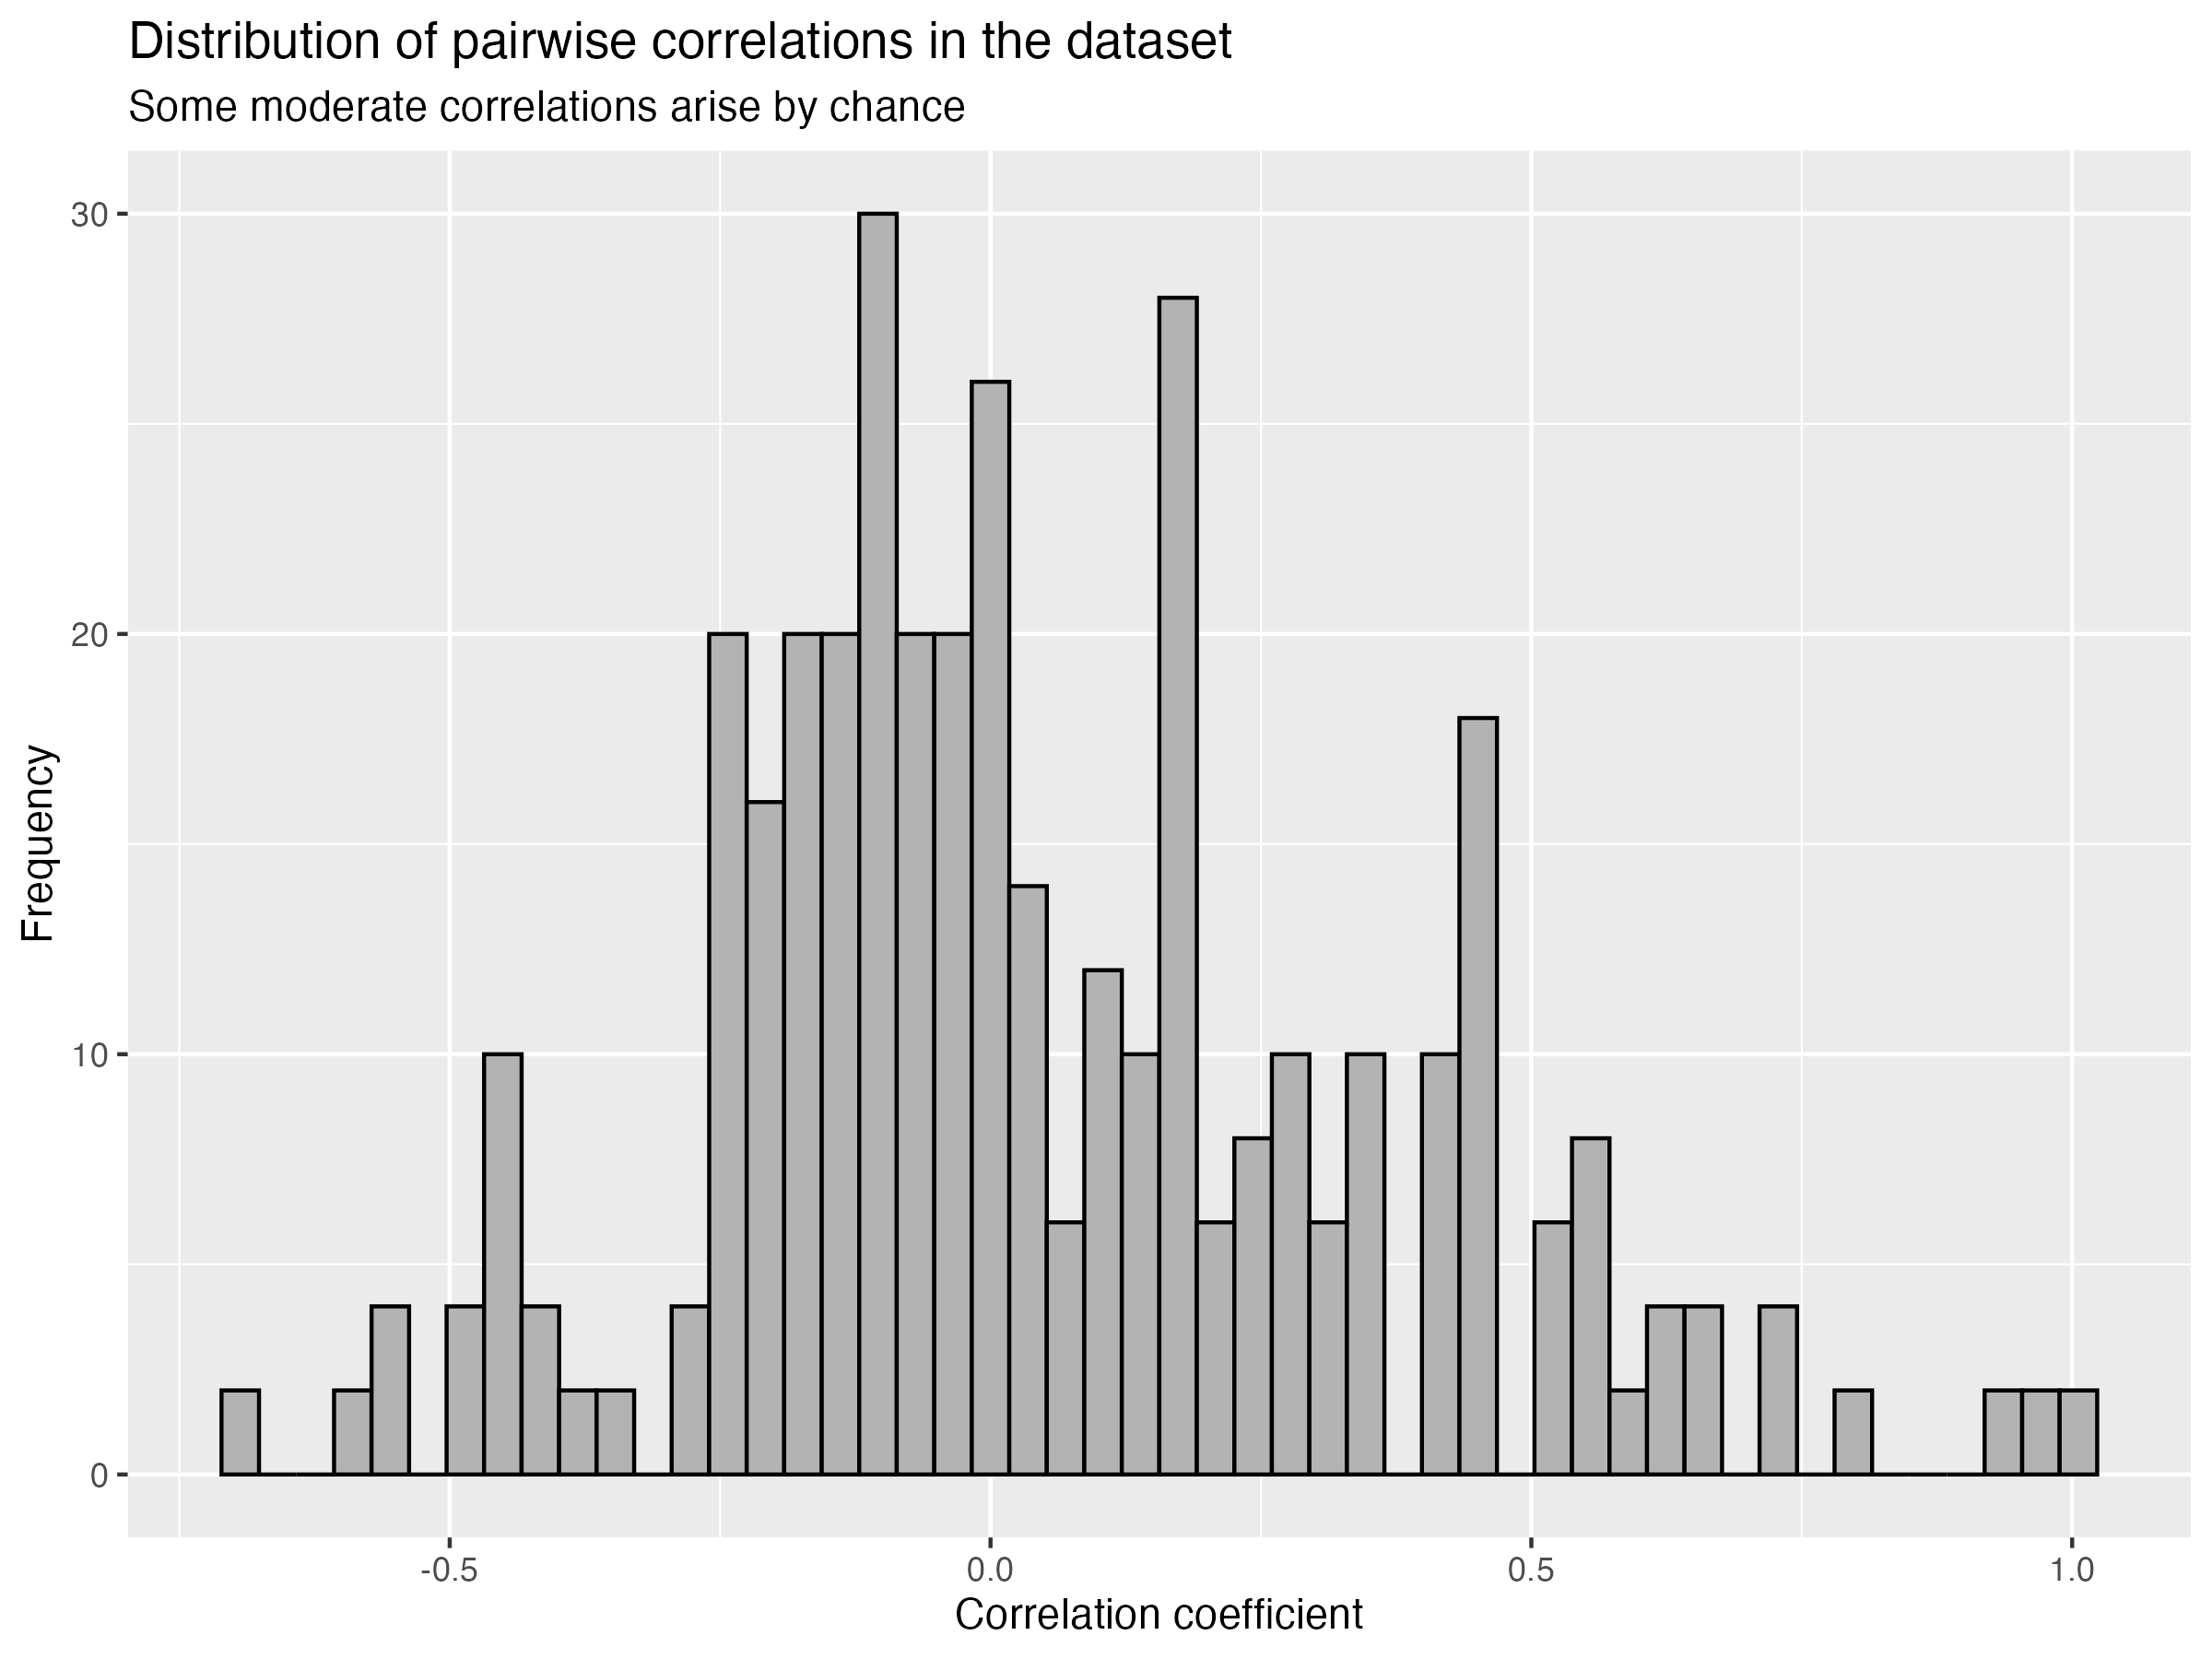 Distribution of pairwise correlations in the dataset
Some moderate correlations arise by chance
30
20
10
0
Frequency
-0.5
0.0
0.5
1.0
Correlation coefficient